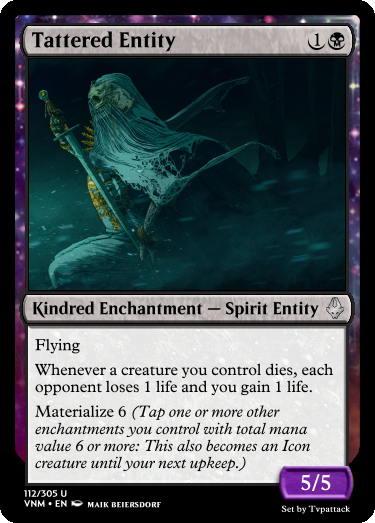 Tattered Entity 1
Kindred Enchantment — Spirit Entity
Flying
Whenever a creature you control dies, each
opponent loses 1 life and you gain 1 life.
Materialize 6 (Tap one or more other
enchantments you control with total mana
value 6 or more: This also becomes an Icon
creature until your next upkeep.)
5/5
112/305 U
VNM • EN MAIK BEIERSDORF
Set by Tvpattack